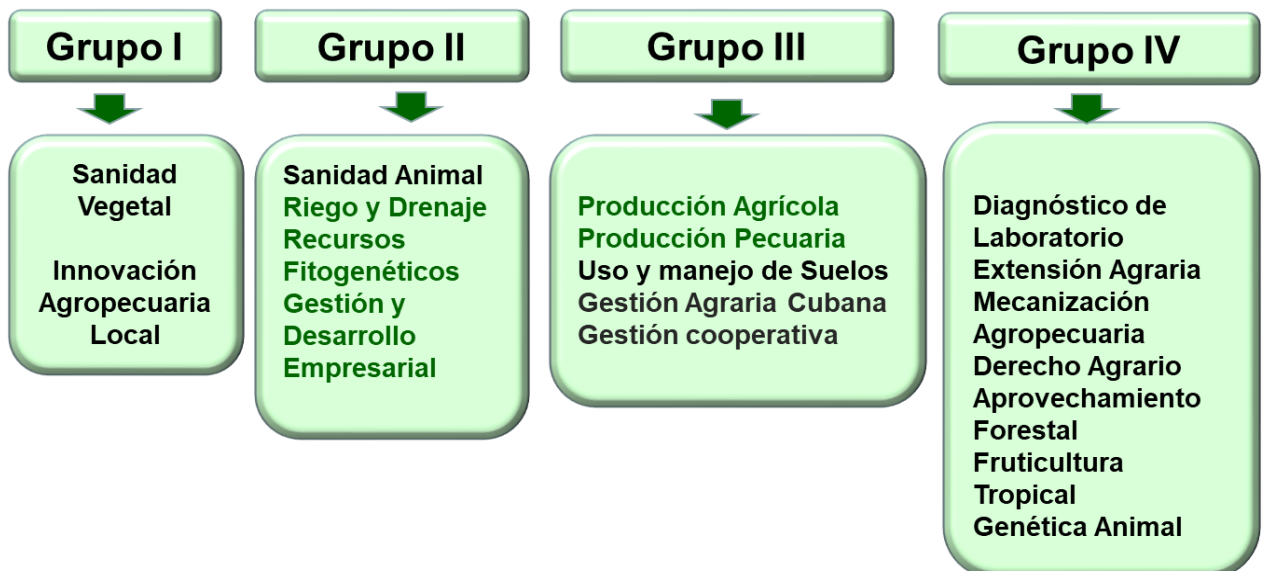 Grupo I
Sanidad
Vegetal
Innovación
Agropecuaria
Local
Grupo II
Sanidad Animal
Riego y Drenaje
Recursos
Fitogenéticos
Gestión y
Desarrollo
Empresarial
Grupo III
Producción Agrícola
Producción Pecuaria
Uso y manejo de Suelos
Gestión Agraria Cubana
Gestión cooperativa
Grupo IV
Diagnóstico de
Laboratorio
Extensión Agraria
Mecanización
Agropecuaria
Derecho Agrario
Aprovechamiento
Forestal
Fruticultura
Tropical
Genética Animal